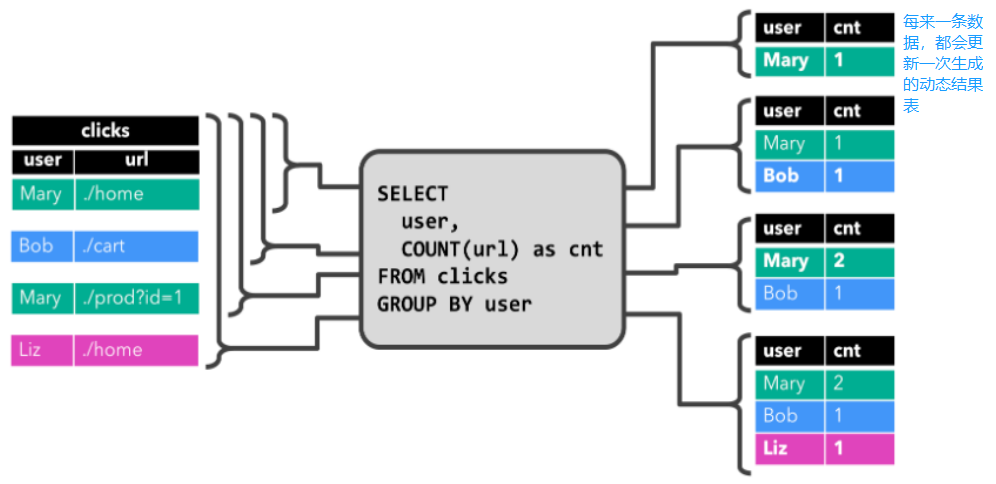 clicks
user url
Mary ./home
Bob ./cart
Mary ./prod?id=1
Liz ./home
SELECT
user,
COUNT(url) as cnt
FROM clicks
GROUP BY user
user cnt
Mary 1
user cnt
Mary 1
Bob 1
user cnt
Mary 2
Bob 1
user cnt
Mary 2
Bob 1
Liz 1
每来一条数
据，都会更
新一次生成
的动态结果
表